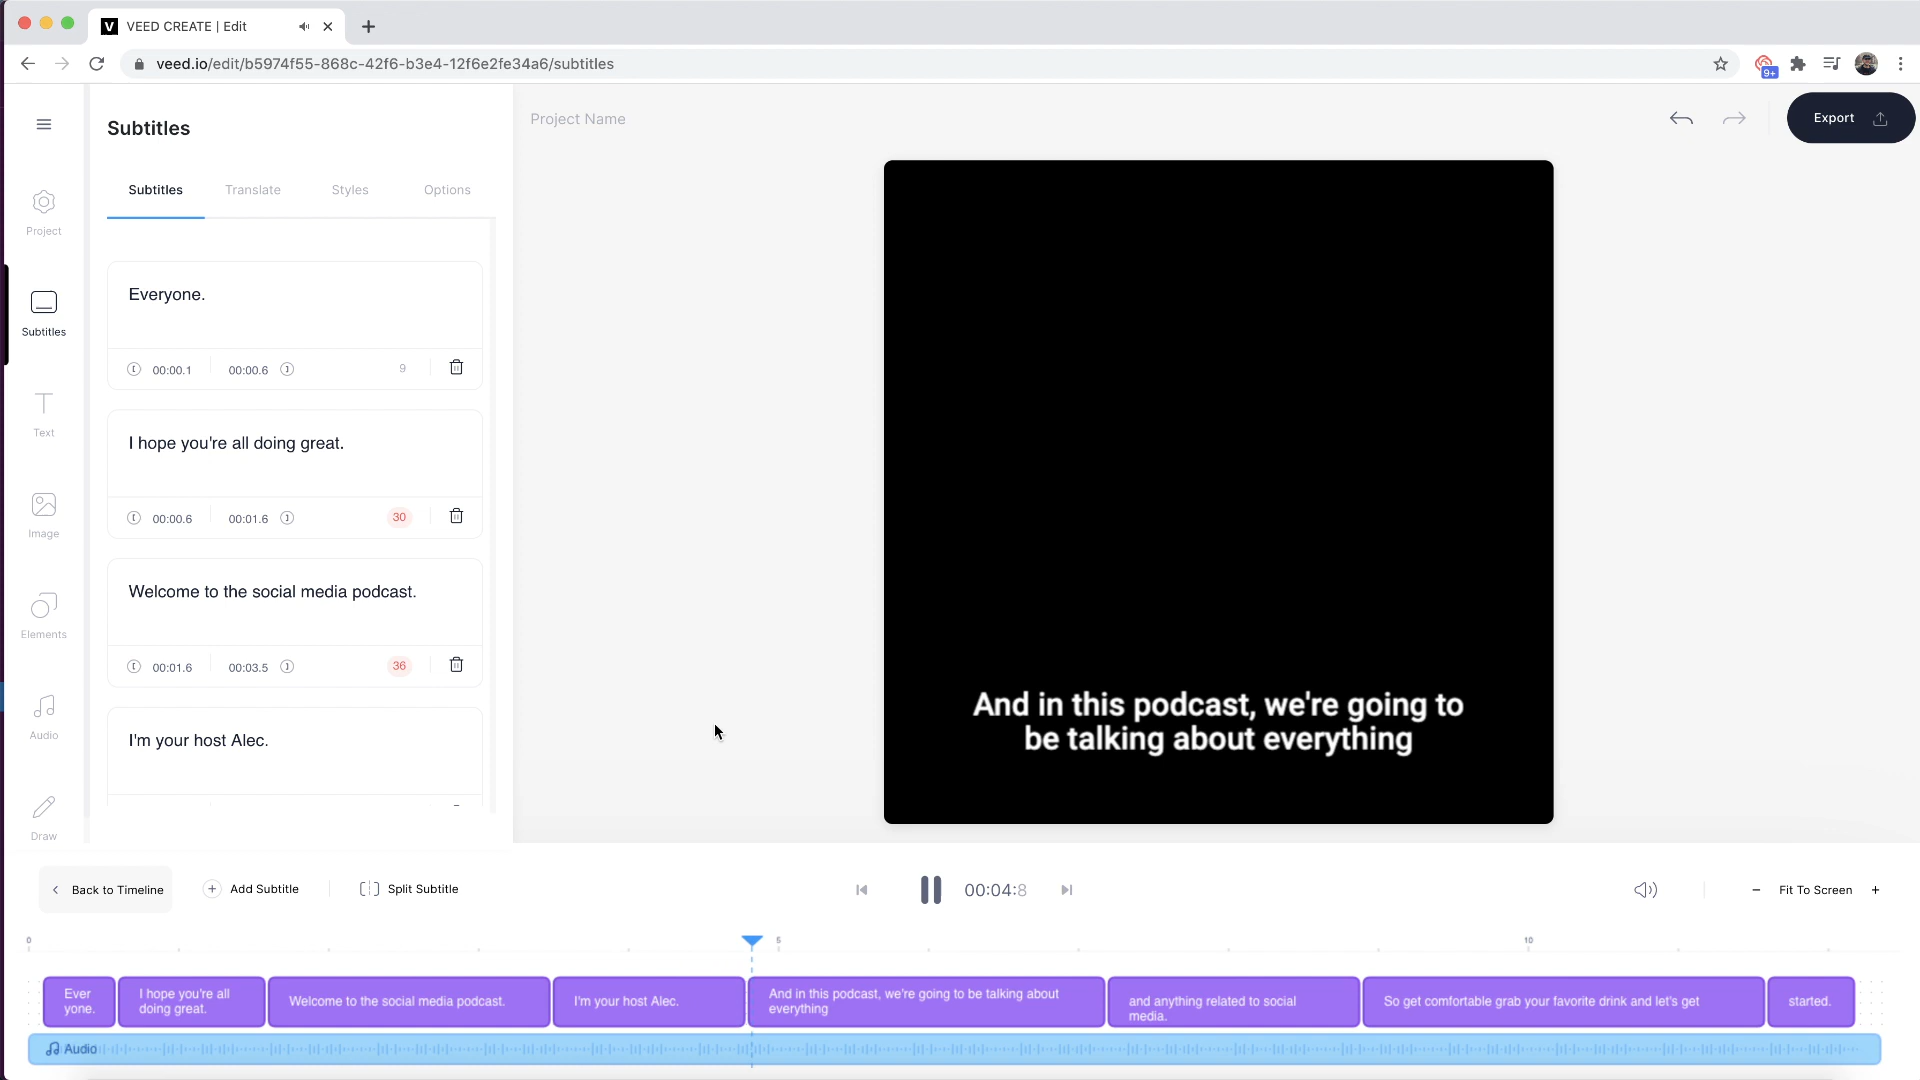 VEED CREATE | Edit
veed.io/edit/b5974f55-868c-42f6-b3e4-12f6e2fe34a6/subtitles
9+
Subtitles
Project Name
Export
Subtitles
Translate
Styles
Options
Project
Subtitles
Text
Image
Elements
Audio
Draw
Everyone.
00:00.1
00:00.6
9
I hope you're all doing great.
00:00.6
00:01.6
30
Welcome to the social media podcast.
00:01.6
00:03.5
36
I'm your host Alec.
And in this podcast, we're going to
be talking about everything
Back to Timeline
Add Subtitle
Split Subtitle
00:04:8
Fit To Screen
0
5
10
Ever
yone.
I hope you're all
doing great.
Welcome to the social media podcast.
I'm your host Alec.
And in this podcast, we're going to be talking about
everything
and anything related to social
media.
So get comfortable grab your favorite drink and let's get
started.
Audio